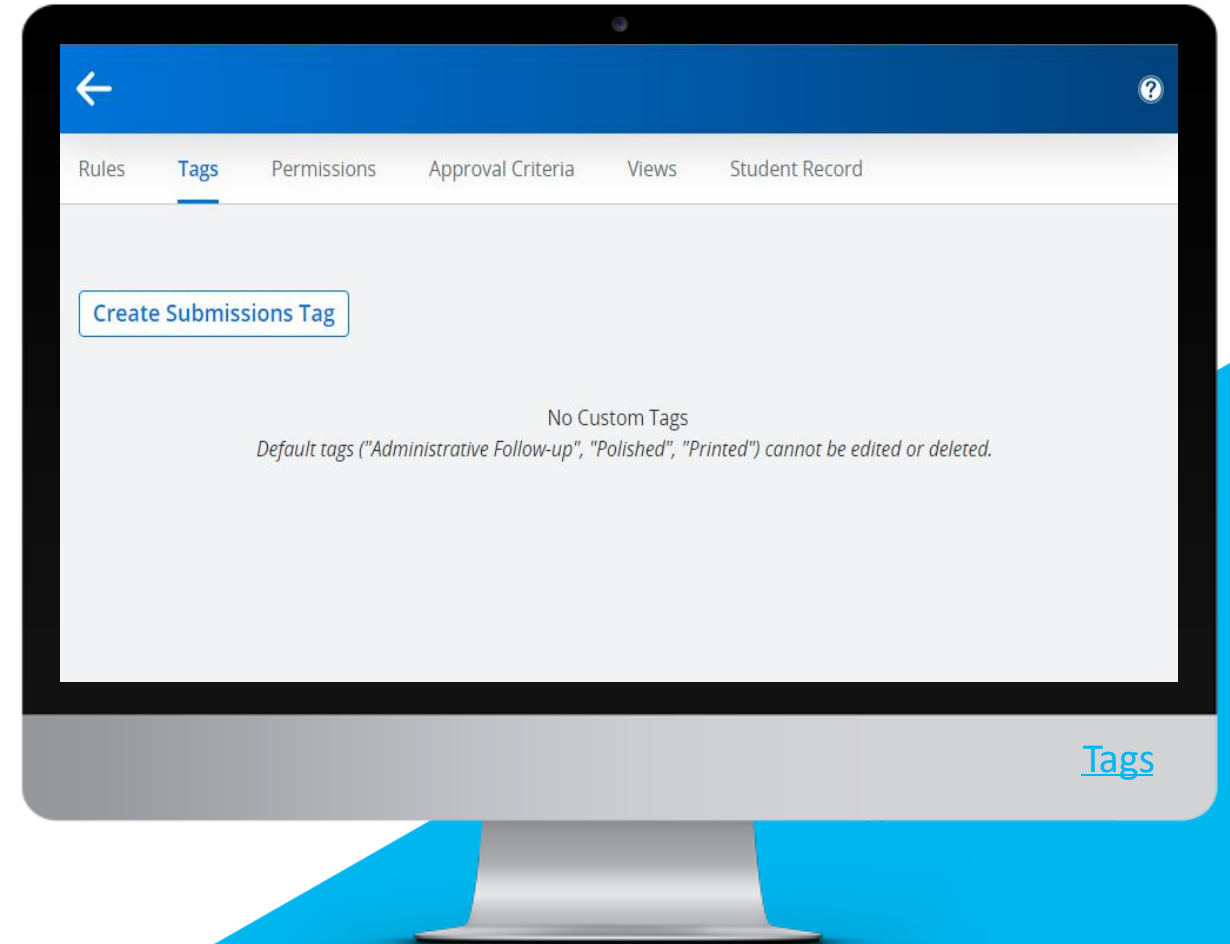 ?
Rules Tags Permissions Approval Criteria Views Student Record
Create Submissions Tag
No Custom Tags
Default tags ("Administrative Follow-up", "Polished", "Printed") cannot be edited or deleted.
Tags